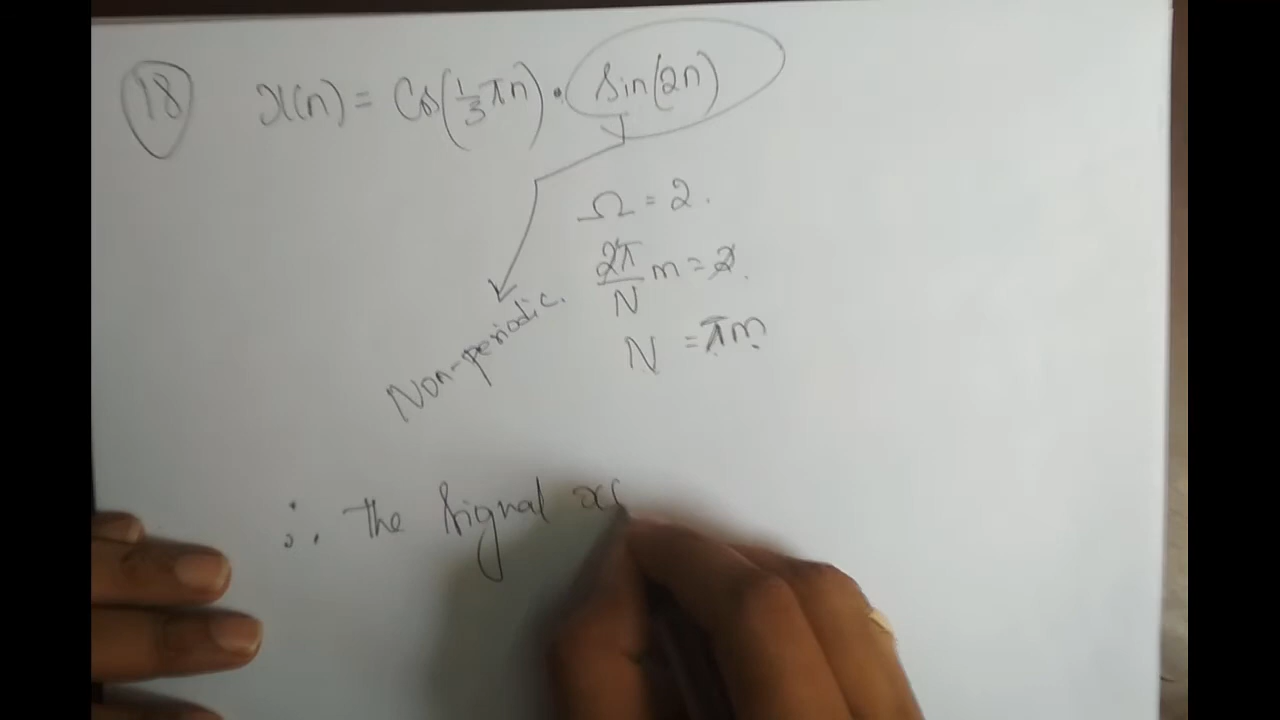 18 x(n) = Cos(1/3 πn) · Sin(2n)
Ω = 2.
2π/N m = 2.
N = πm
Non-periodic.
∴ the Signal x(